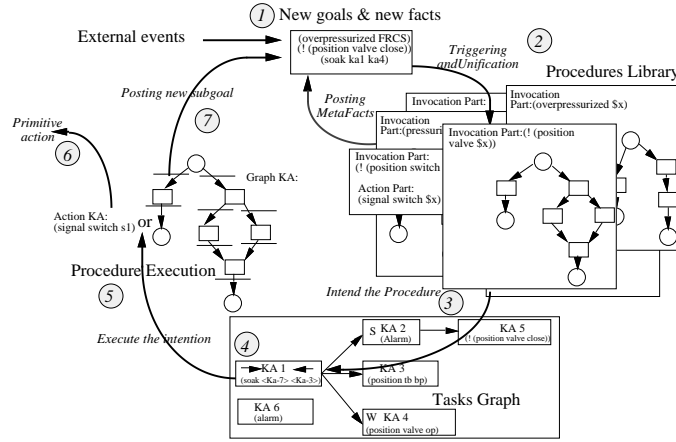 1 New goals & new facts
External events
(overpressurized FRCS)
(! (position valve close))
(soak ka1 ka4)
2
Triggering
andUnification
Procedures Library
Posting new subgoal
7
Posting
MetaFacts
Invocation Part:
Invocation
Part:(overpressurized $x)
Invocation
Part:(pressuri
Invocation Part:(! (position
valve $x))
Invocation Part:
(! (position switch
Action Part:
(signal switch $x)
Primitive
action
6
Graph KA:
Action KA:
(signal switch s1)
or
Procedure Execution
5
Intend the Procedure
3
Execute the intention
4
S KA 2
(Alarm)
KA 5
(! (position valve close))
KA 1
(soak <Ka-7> <Ka-3>)
KA 3
(position tb bp)
Tasks Graph
KA 6
(alarm)
W KA 4
(position valve op)